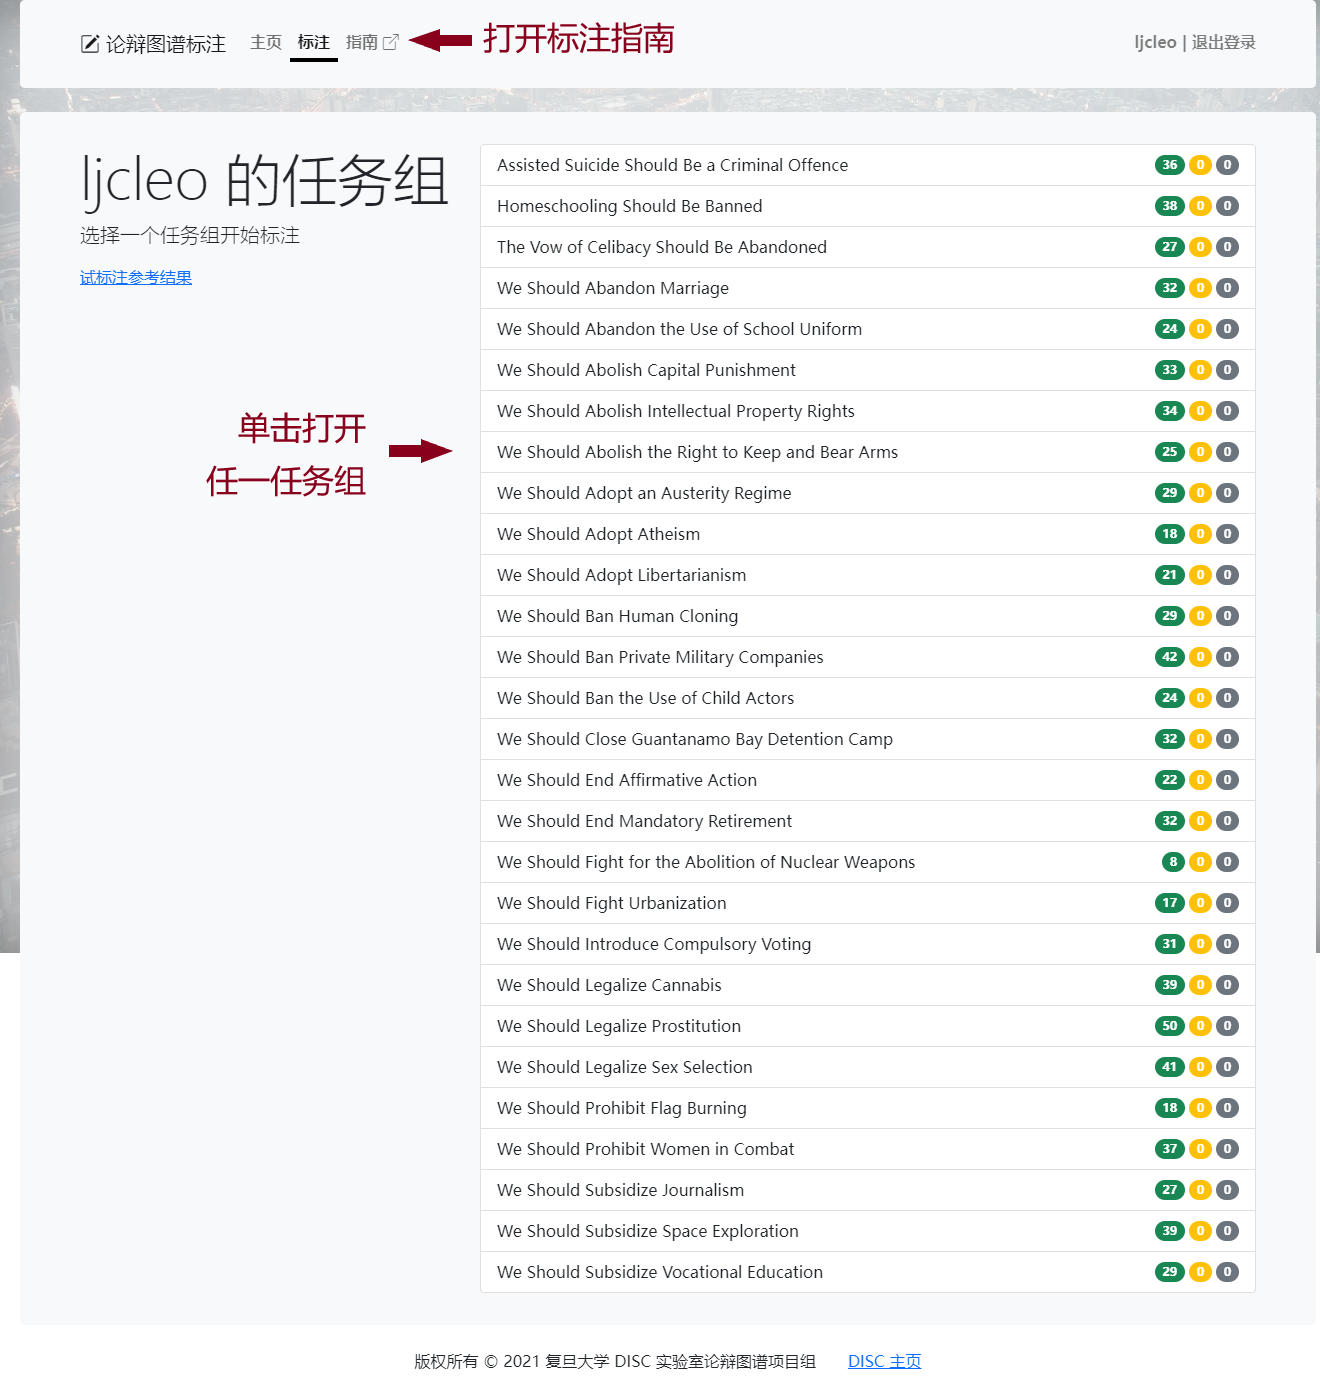 论辩图谱标注 主页 标注 指南 打开标注指南 ljcleo | 退出登录
ljcleo 的任务组
选择一个任务组开始标注
试标注参考结果
单击打开
任一任务组
Assisted Suicide Should Be a Criminal Offence 36 0 0
Homeschooling Should Be Banned 38 0 0
The Vow of Celibacy Should Be Abandoned 27 0 0
We Should Abandon Marriage 32 0 0
We Should Abandon the Use of School Uniform 24 0 0
We Should Abolish Capital Punishment 33 0 0
We Should Abolish Intellectual Property Rights 34 0 0
We Should Abolish the Right to Keep and Bear Arms 25 0 0
We Should Adopt an Austerity Regime 29 0 0
We Should Adopt Atheism 18 0 0
We Should Adopt Libertarianism 21 0 0
We Should Ban Human Cloning 29 0 0
We Should Ban Private Military Companies 42 0 0
We Should Ban the Use of Child Actors 24 0 0
We Should Close Guantanamo Bay Detention Camp 32 0 0
We Should End Affirmative Action 22 0 0
We Should End Mandatory Retirement 32 0 0
We Should Fight for the Abolition of Nuclear Weapons 8 0 0
We Should Fight Urbanization 17 0 0
We Should Introduce Compulsory Voting 31 0 0
We Should Legalize Cannabis 39 0 0
We Should Legalize Prostitution 50 0 0
We Should Legalize Sex Selection 41 0 0
We Should Prohibit Flag Burning 18 0 0
We Should Prohibit Women in Combat 37 0 0
We Should Subsidize Journalism 27 0 0
We Should Subsidize Space Exploration 39 0 0
We Should Subsidize Vocational Education 29 0 0
版权所有 © 2021 复旦大学 DISC 实验室论辩图谱项目组 DISC 主页